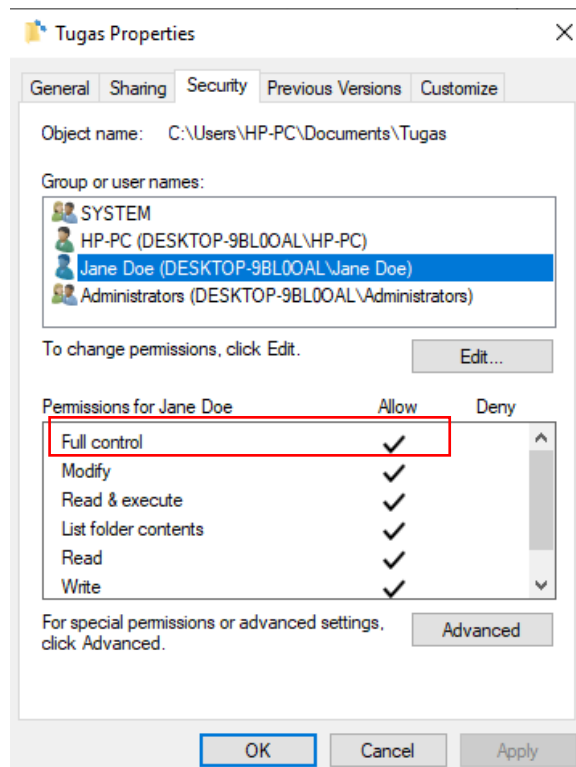 Tugas Properties
General Sharing Security Previous Versions Customize
Object name: C:\Users\HP-PC\Documents\Tugas
Group or user names:
SYSTEM
HP-PC (DESKTOP-9BL0OAL\HP-PC)
Jane Doe (DESKTOP-9BL0OAL\Jane Doe)
Administrators (DESKTOP-9BL0OAL\Administrators)
To change permissions, click Edit. Edit...
Permissions for Jane Doe Allow Deny
Full control
Modify
Read & execute
List folder contents
Read
Write
For special permissions or advanced settings, Advanced
click Advanced.
OK Cancel Apply